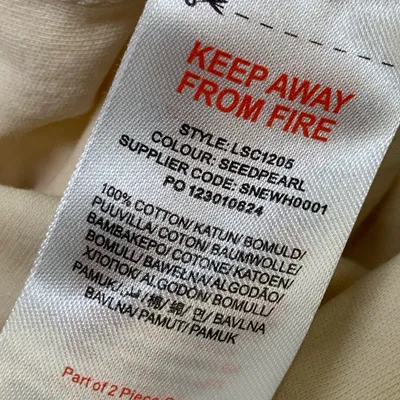 KEEP AWAY
FROM FIRE
STYLE: LSC1205
COLOUR: SEEDPEARL
SUPPLIER CODE: SNEWH0001
PO 123010624
100% COTTON/ KATUN/ BOMULD/
PUUVILLA/ COTON/ BAUMWOLLE/
BAMBAKEPO/ COTONE/ KATOEN/
BOMULL/ BAWEŁNA ALGODÃO/
ХЛОПОК/ ALGODÓN/ BOMULL/
PAMUK/ 棉/ 綿/ 면/ BAVLNA
BAVLNA/ PAMUT/ PAMUK
Part of 2 Piece